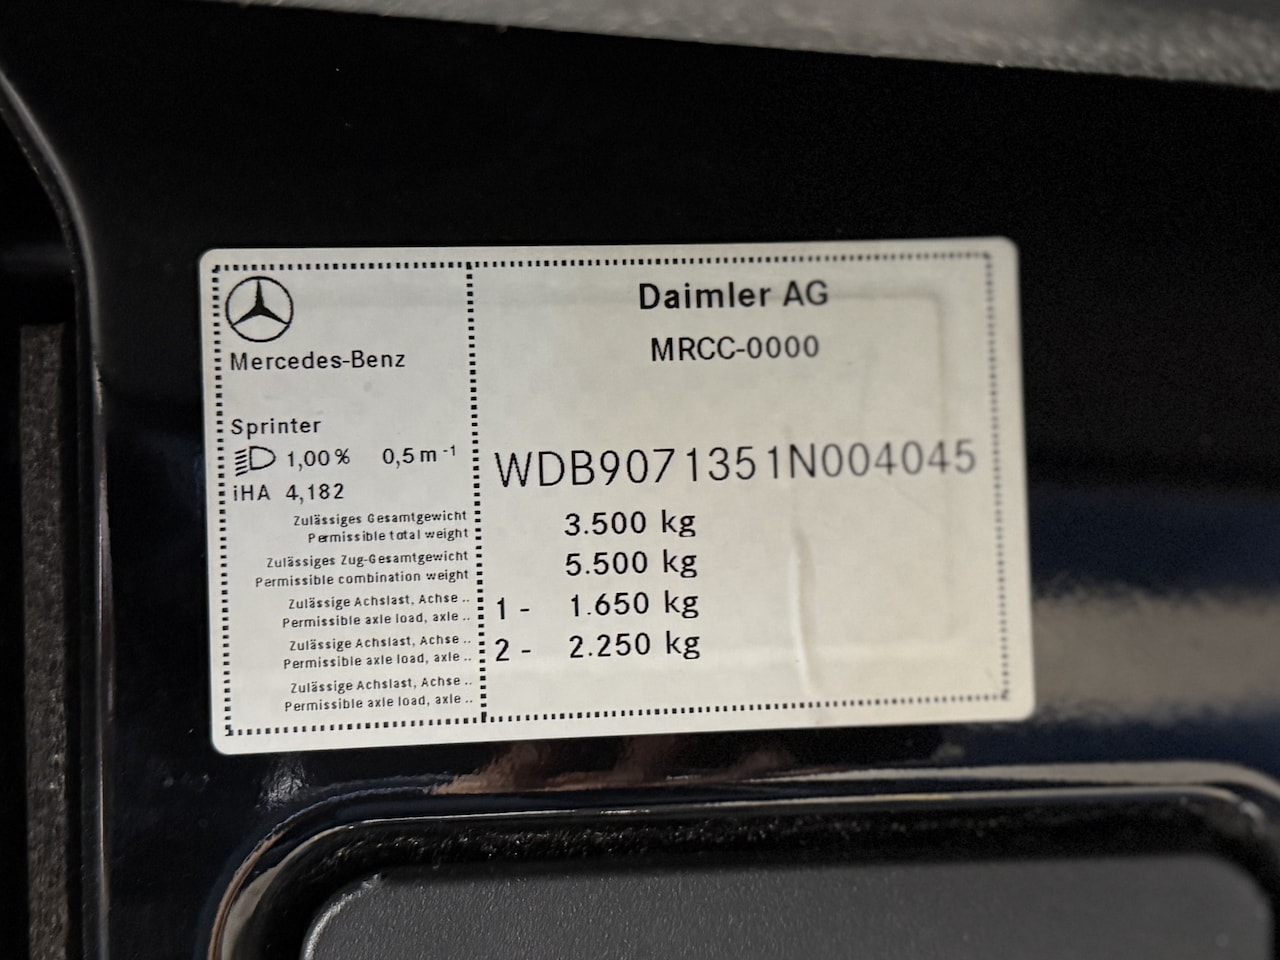 Mercedes-Benz
Sprinter
1,00% 0,5m⁻¹
iHA 4,182
Daimler AG
MRCC-0000
WDB9071351N004045
Zulässiges Gesamtgewicht
Permissible total weight
3.500 kg
Zulässiges Zug-Gesamtgewicht
Permissible combination weight
5.500 kg
Zulässige Achslast, Achse ..
Permissible axle load, axle ..
1 - 1.650 kg
Zulässige Achslast, Achse ..
Permissible axle load, axle ..
2 - 2.250 kg
Zulässige Achslast, Achse ..
Permissible axle load, axle ..